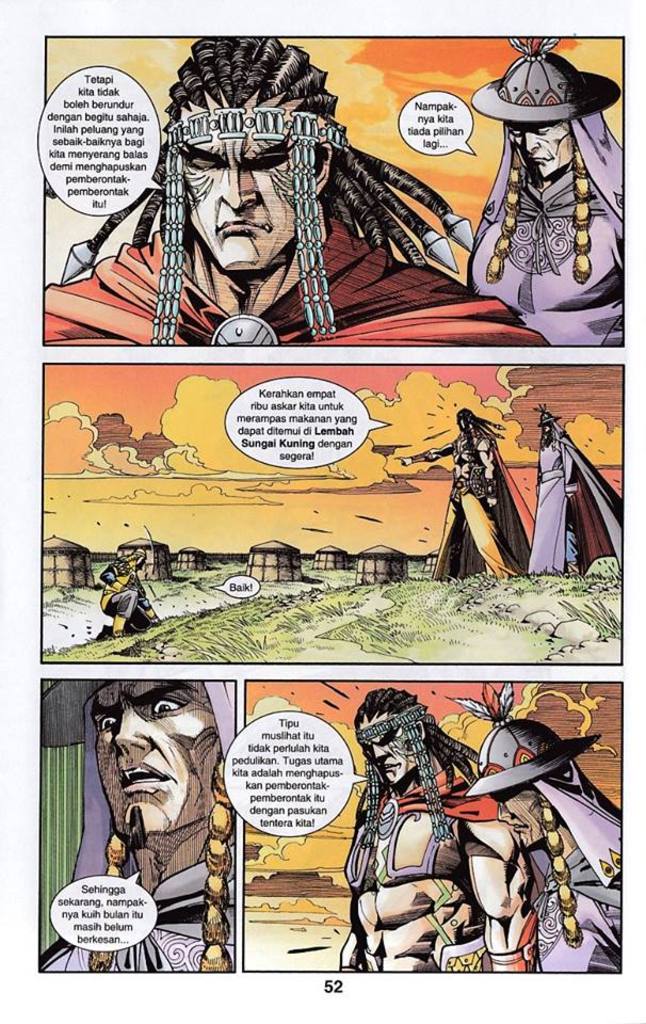 Tetapi
kita tidak
boleh berundur
dengan begitu sahaja.
Inilah peluang yang
sebaik-baiknya bagi
kita menyerang balas
demi menghapuskan
pemberontak-
pemberontak
itu!
Nampak-
nya kita
tiada pilihan
lagi...
Kerahkan empat
ribu askar kita untuk
merampas makanan yang
dapat ditemui di Lembah
Sungai Kuning dengan
segera!
Baik!
Sehingga
sekarang, nampak-
nya kuih bulan itu
masih belum
berkesan...
Tipu
muslihat itu
tidak perlulah kita
pedulikan. Tugas utama
kita adalah menghapus-
kan pemberontak-
pemberontak itu
dengan pasukan
tentera kita!
52